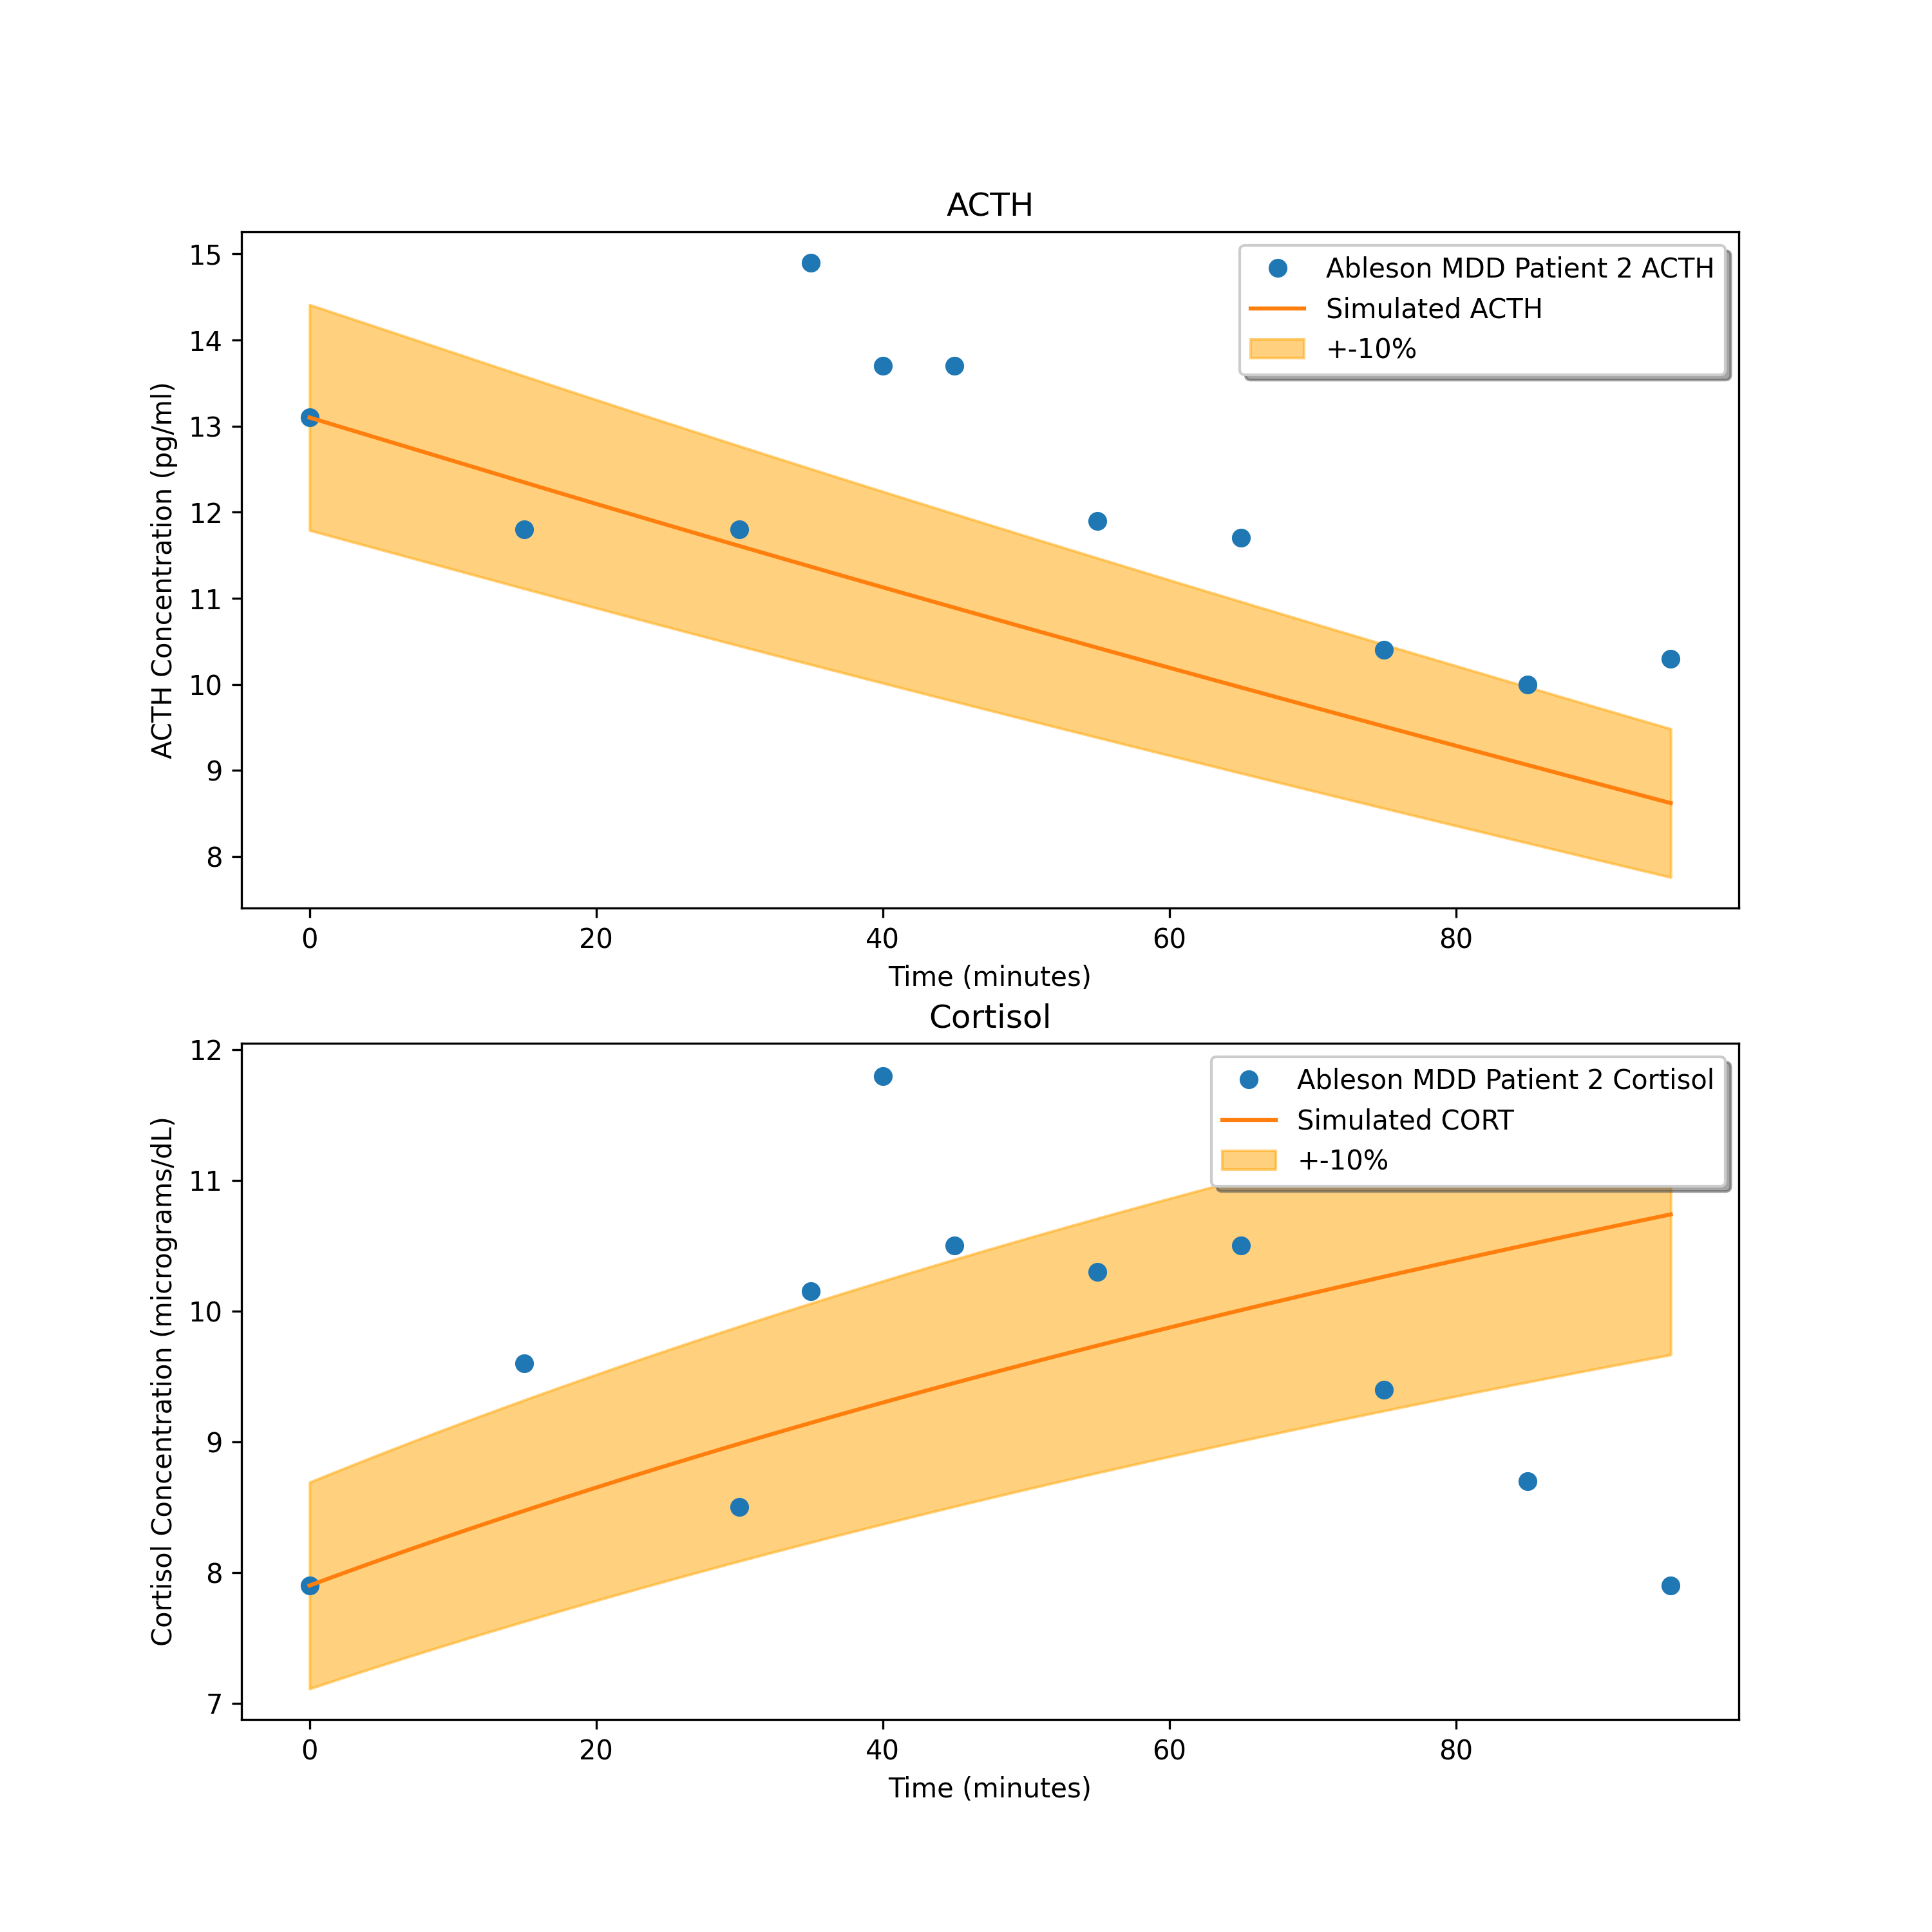 ACTH
15
14
13
12
11
10
9
8
ACTH Concentration (pg/ml)
Ableson MDD Patient 2 ACTH
Simulated ACTH
+-10%
0 20 40 60 80
Time (minutes)
Cortisol
12
11
10
9
8
7
Cortisol Concentration (micrograms/dL)
Ableson MDD Patient 2 Cortisol
Simulated CORT
+-10%
0 20 40 60 80
Time (minutes)